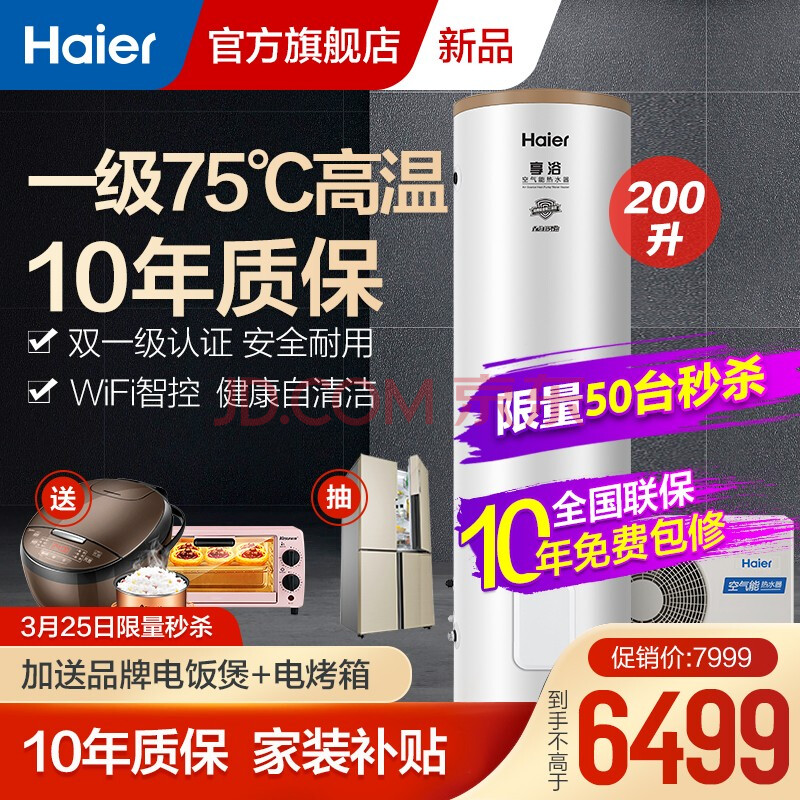 Haier 官方旗舰店 新品
一级75℃高温
10年质保
双一级认证 安全耐用
WiFi智控 健康自清洁
JD.COM 京东
Haier
享浴
空气能热水器
200
升
限量50台秒杀
10年
全国联保
免费包修
送
抽
Haier
空气能热水器
3月25日限量秒杀
加送品牌电饭煲+电烤箱
10年质保 家装补贴
促销价:7999
到手不高于
6499